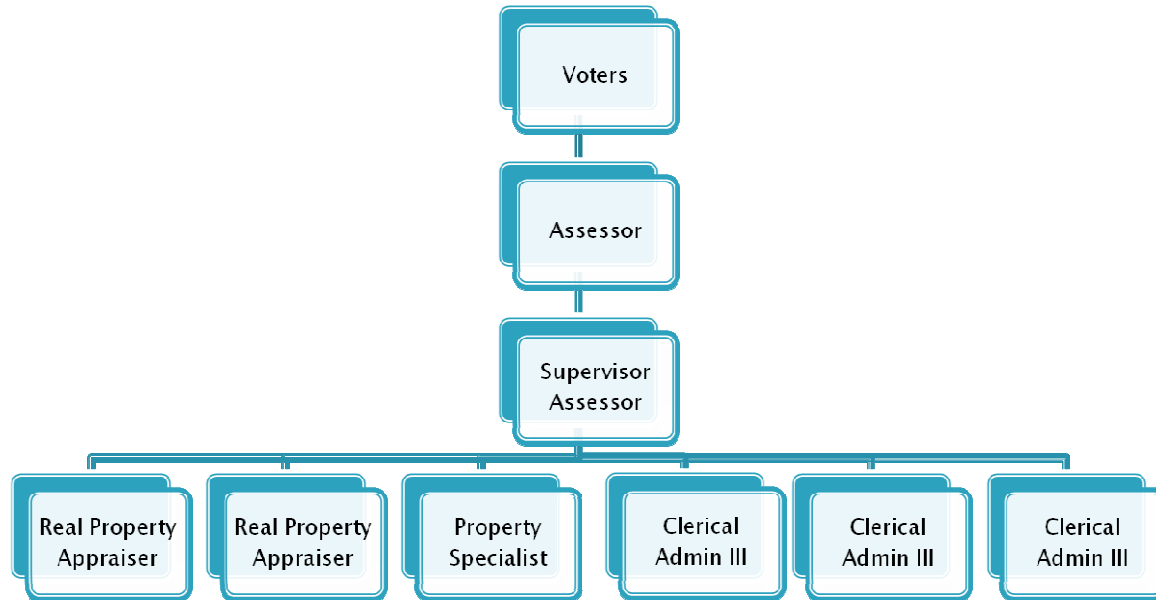 Voters
Assessor
Supervisor
Assessor
Real Property
Appraiser
Real Property
Appraiser
Property
Specialist
Clerical
Admin III
Clerical
Admin III
Clerical
Admin III